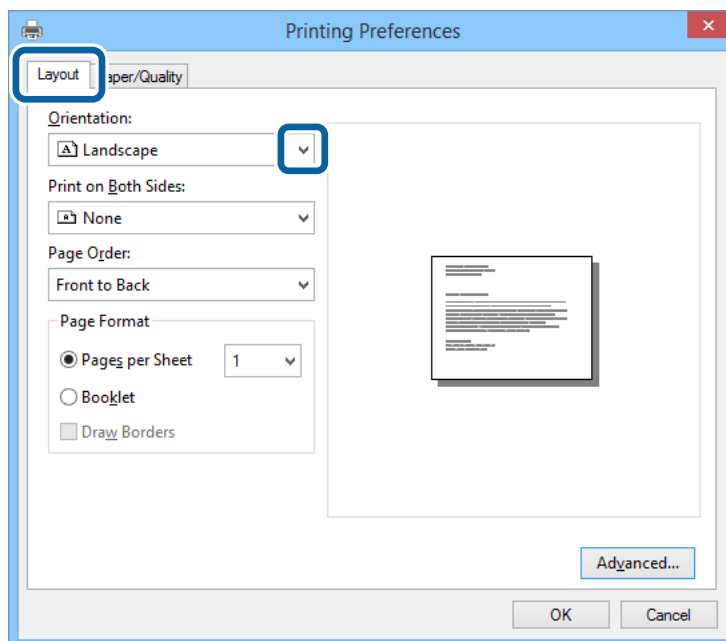 Printing Preferences
Layout
aper/Quality
Orientation:
Landscape
Print on Both Sides:
None
Page Order:
Front to Back
Page Format
Pages per Sheet 1
Booklet
Draw Borders
Advanced...
OK Cancel